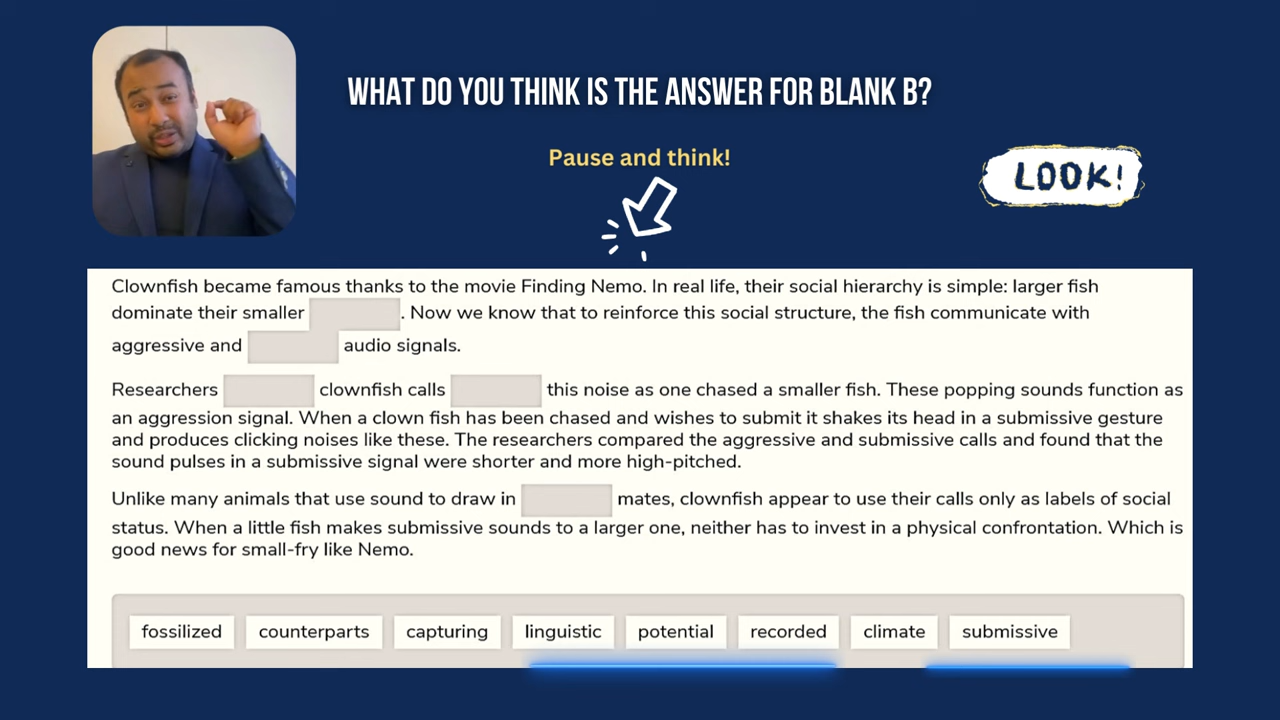 WHAT DO YOU THINK IS THE ANSWER FOR BLANK B?
Pause and think!
LOOK!
Clownfish became famous thanks to the movie Finding Nemo. In real life, their social hierarchy is simple: larger fish
dominate their smaller . Now we know that to reinforce this social structure, the fish communicate with
aggressive and audio signals.
Researchers clownfish calls this noise as one chased a smaller fish. These popping sounds function as
an aggression signal. When a clown fish has been chased and wishes to submit it shakes its head in a submissive gesture
and produces clicking noises like these. The researchers compared the aggressive and submissive calls and found that the
sound pulses in a submissive signal were shorter and more high-pitched.
Unlike many animals that use sound to draw in mates, clownfish appear to use their calls only as labels of social
status. When a little fish makes submissive sounds to a larger one, neither has to invest in a physical confrontation. Which is
good news for small-fry like Nemo.
fossilized counterparts capturing linguistic potential recorded climate submissive